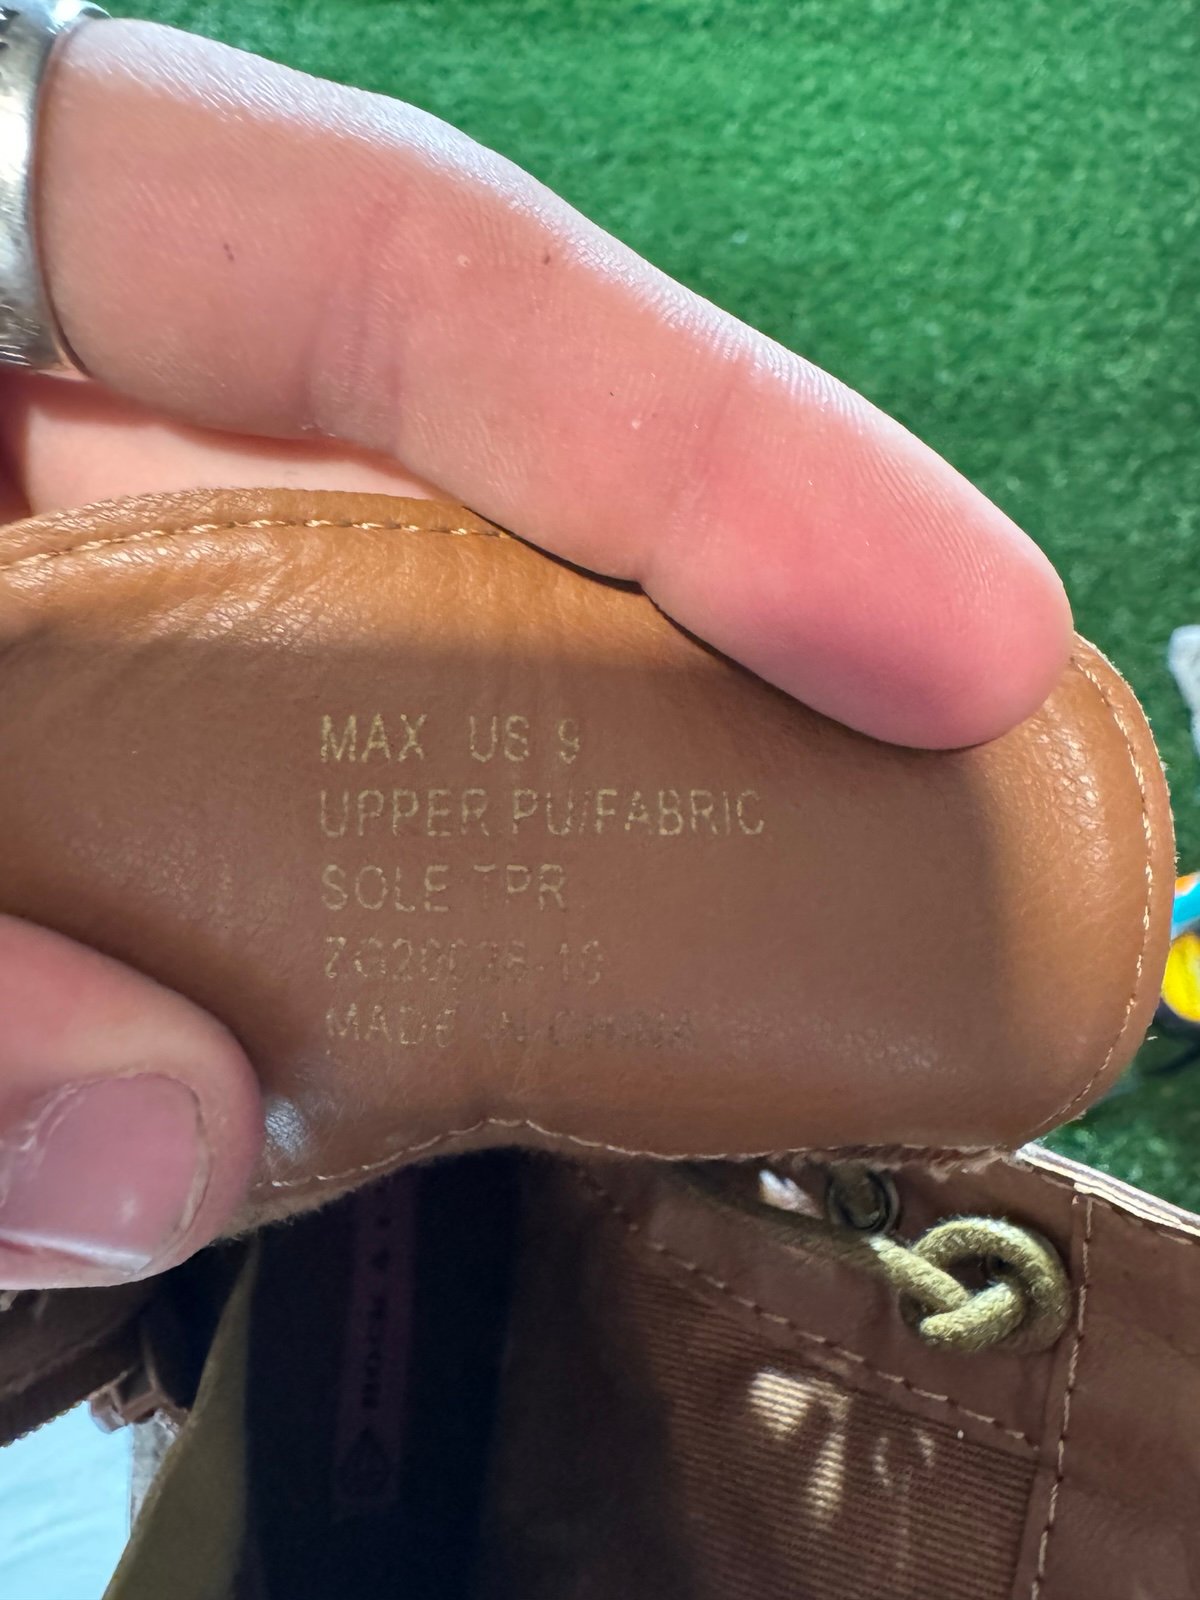 MAX US 9
UPPER PU/FABRIC
SOLE TPR
MADE IN CHINA